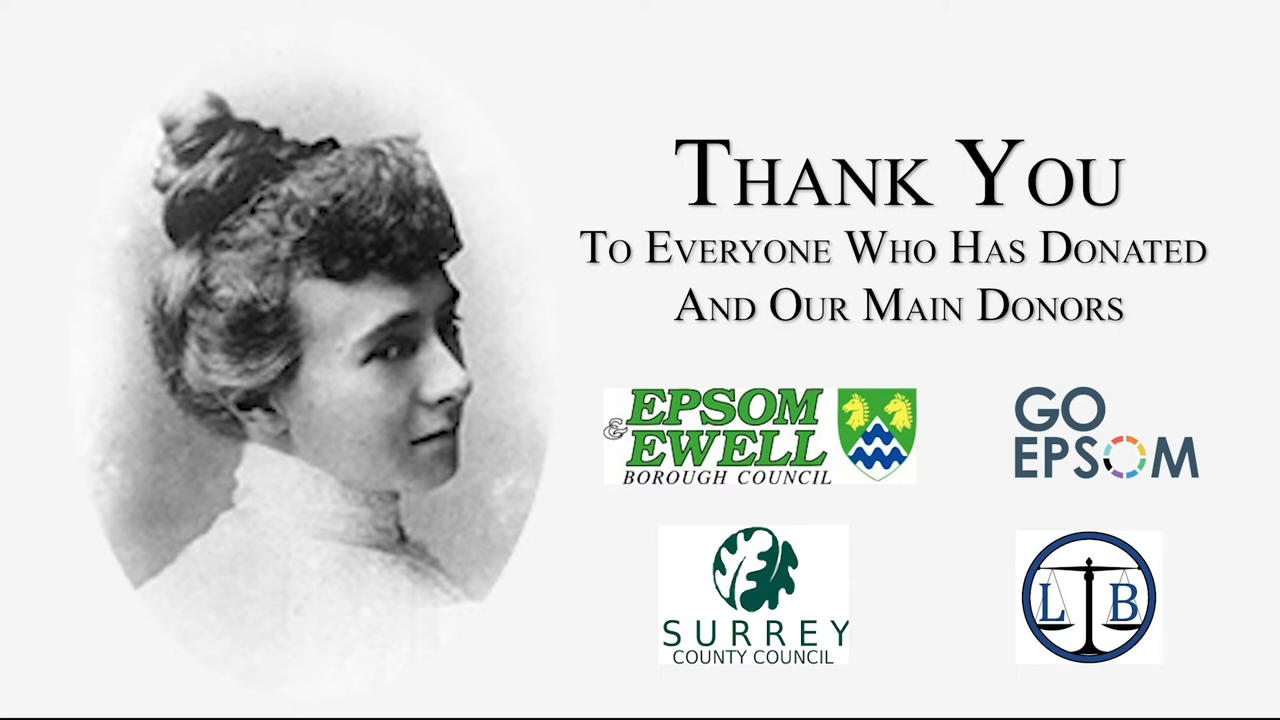 THANK YOU
TO EVERYONE WHO HAS DONATED
AND OUR MAIN DONORS
EPSOM
& EWELL
BOROUGH COUNCIL
GO
EPSOM
SURREY
COUNTY COUNCIL
L B